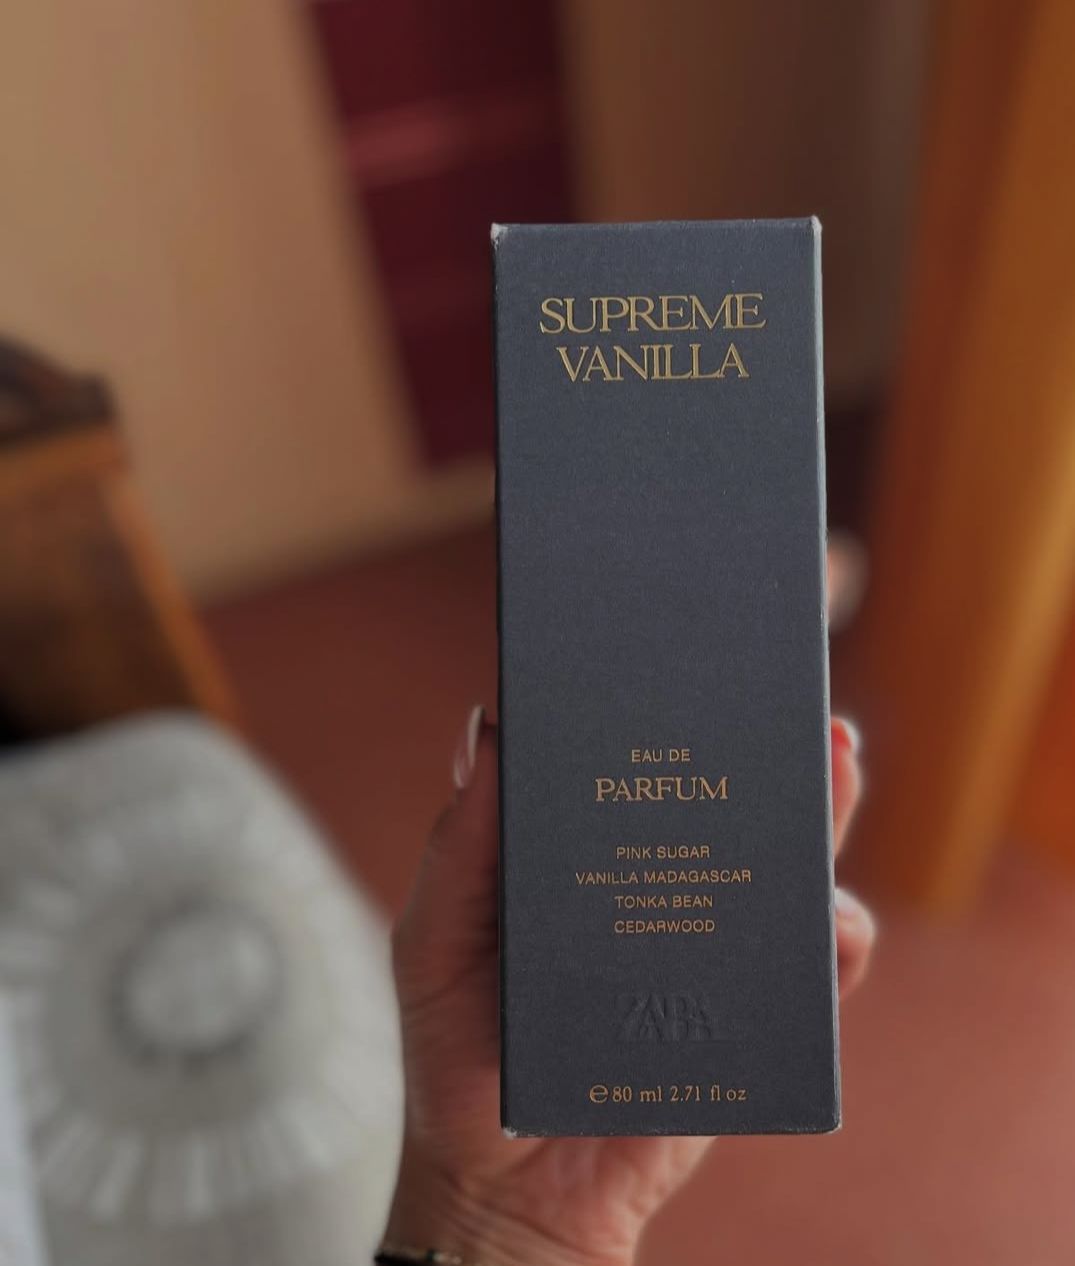 SUPREME
VANILLA
EAU DE
PARFUM
PINK SUGAR
VANILLA MADAGASCAR
TONKA BEAN
CEDARWOOD
ZARA
℮80 ml 2.71 fl oz